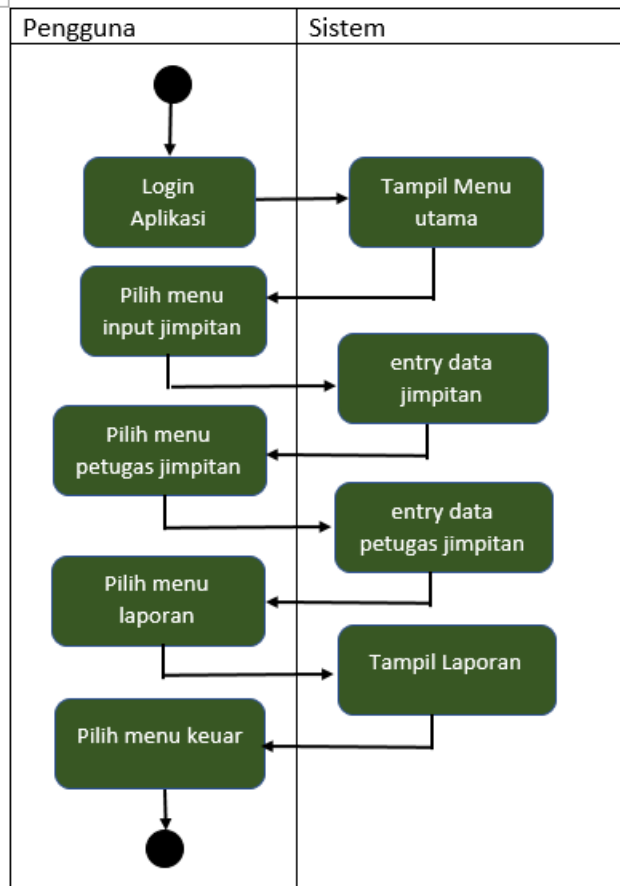 Pengguna
Sistem
Login
Aplikasi
Tampil Menu
utama
Pilih menu
input jimpitan
entry data
jimpitan
Pilih menu
petugas jimpitan
entry data
petugas jimpitan
Pilih menu
laporan
Tampil Laporan
Pilih menu keuar